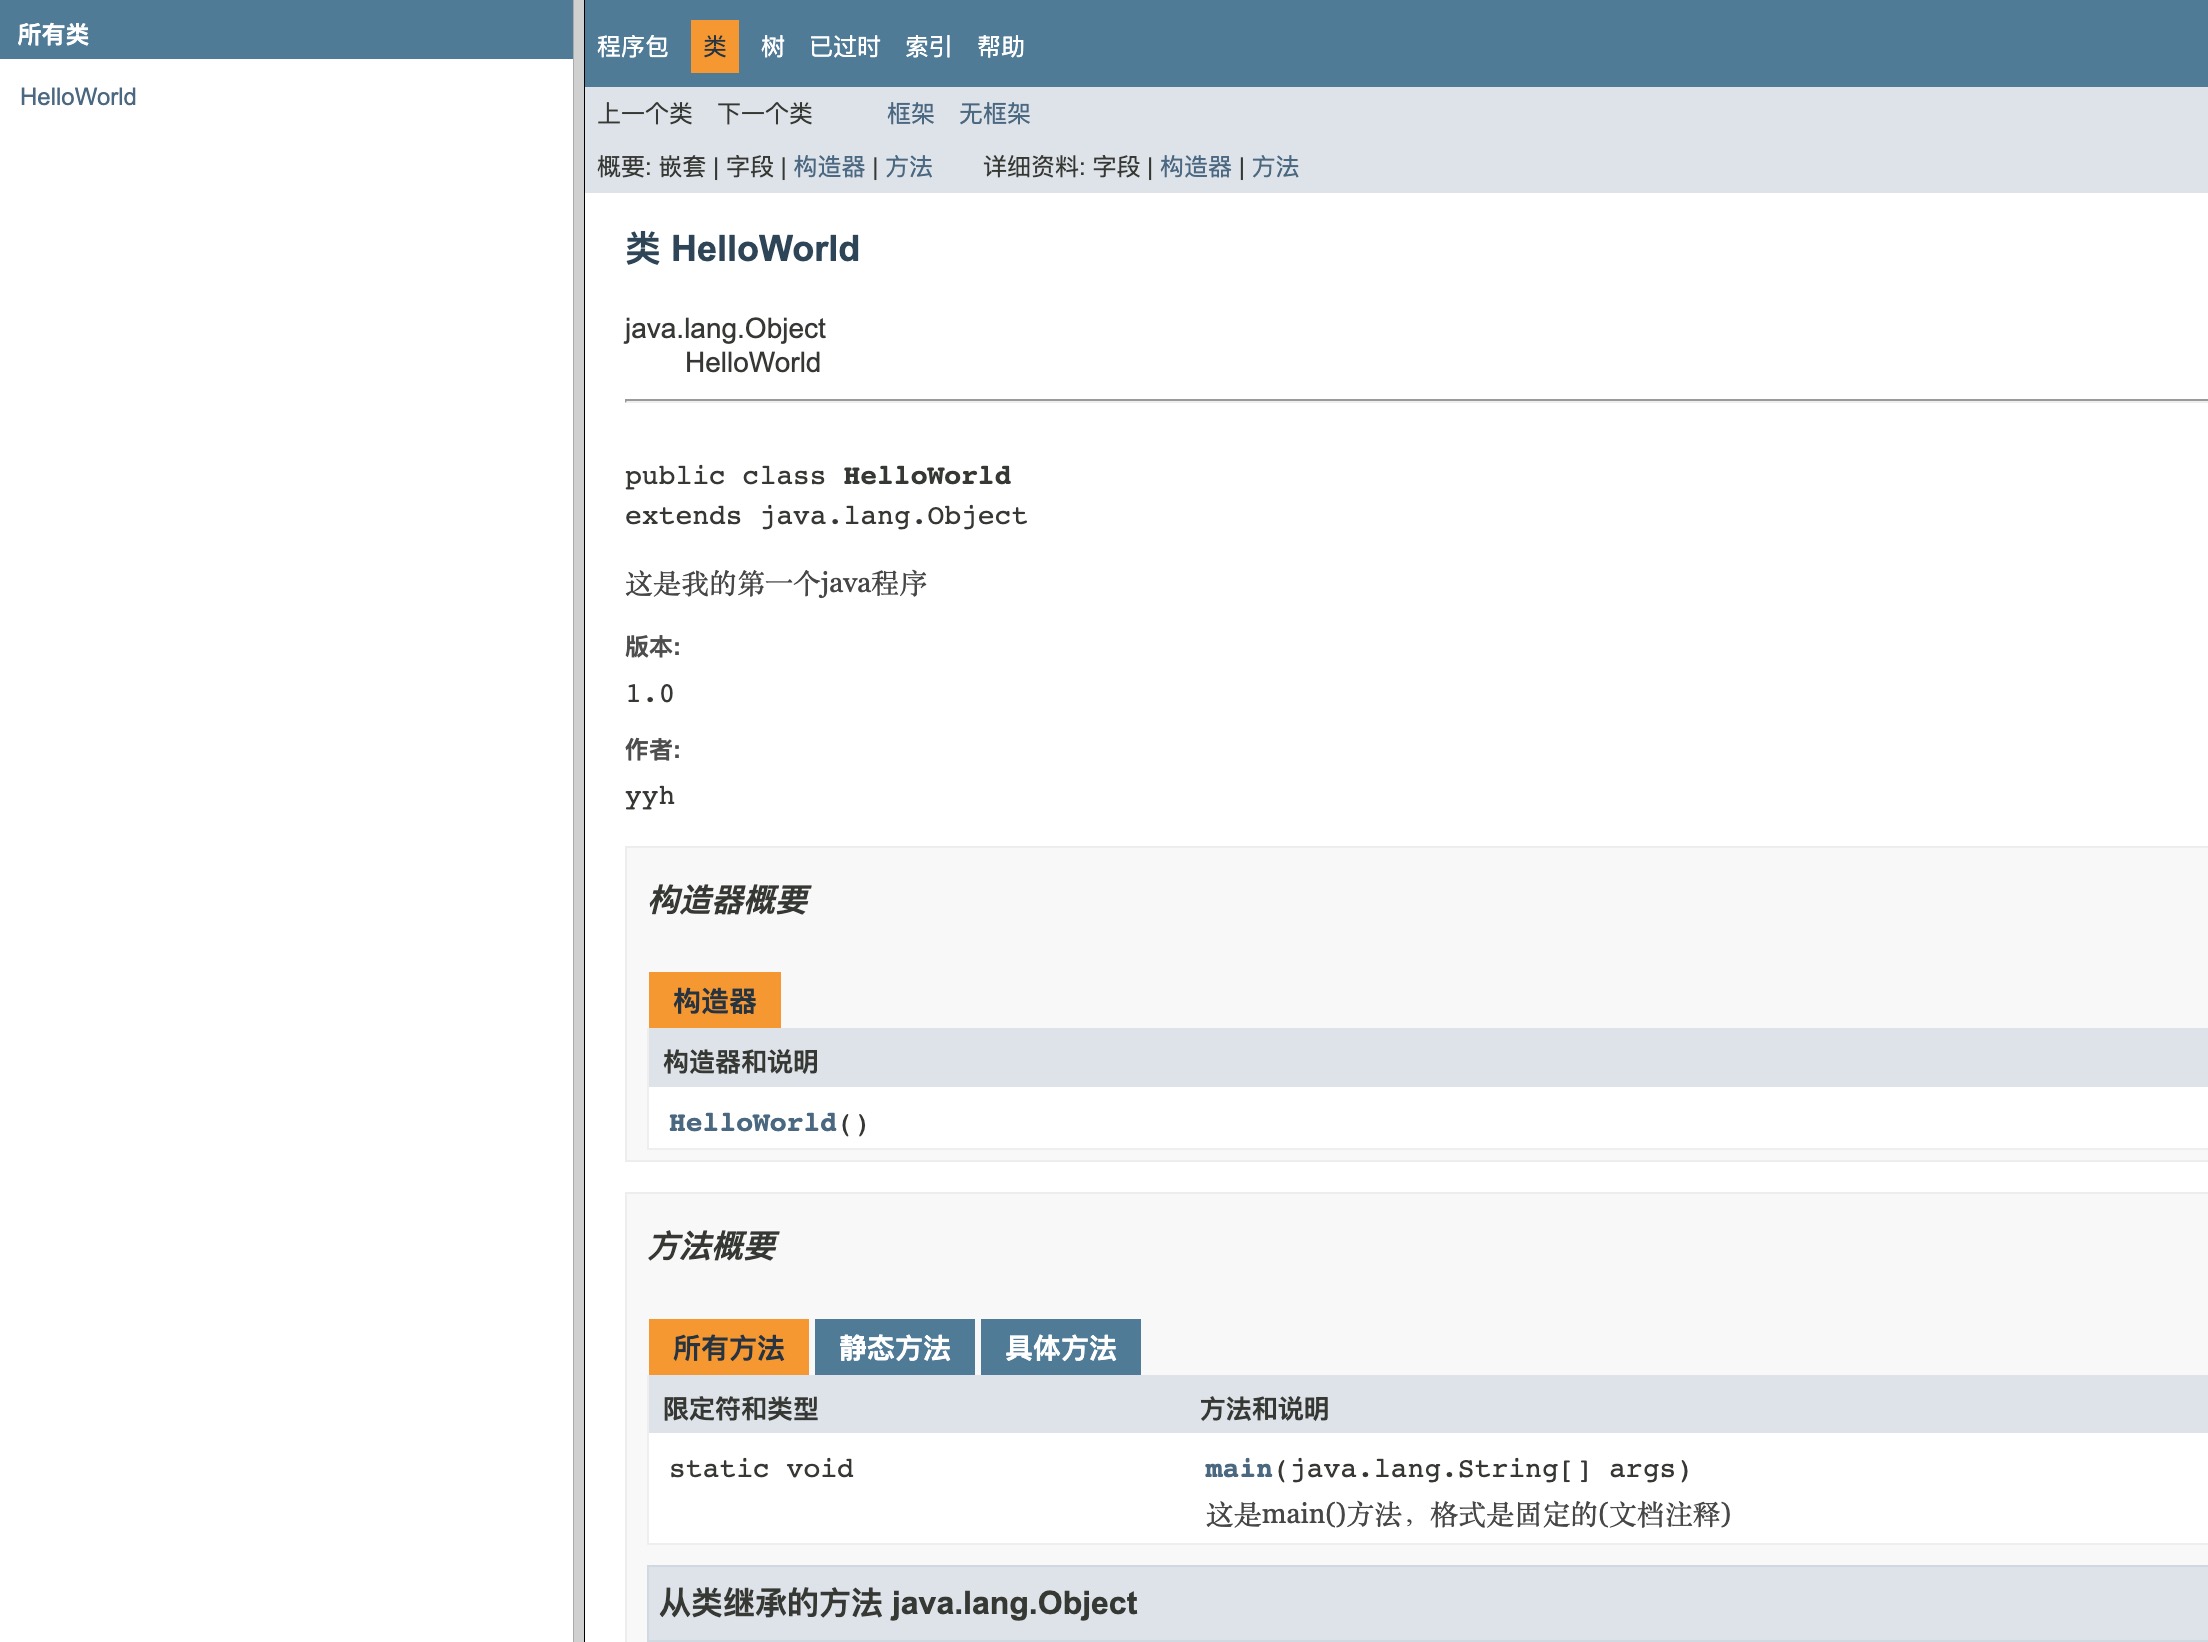 所有类
HelloWorld
程序包 类 树 已过时 索引 帮助
上一个类 下一个类 框架 无框架
概要: 嵌套 | 字段 | 构造器 | 方法 详细资料: 字段 | 构造器 | 方法
类 HelloWorld
java.lang.Object
HelloWorld
public class HelloWorld
extends java.lang.Object
这是我的第一个java程序
版本:
1.0
作者:
yyh
构造器概要
构造器
构造器和说明
HelloWorld()
方法概要
所有方法 静态方法 具体方法
限定符和类型 方法和说明
static void main(java.lang.String[] args)
这是main()方法，格式是固定的(文档注释)
从类继承的方法 java.lang.Object